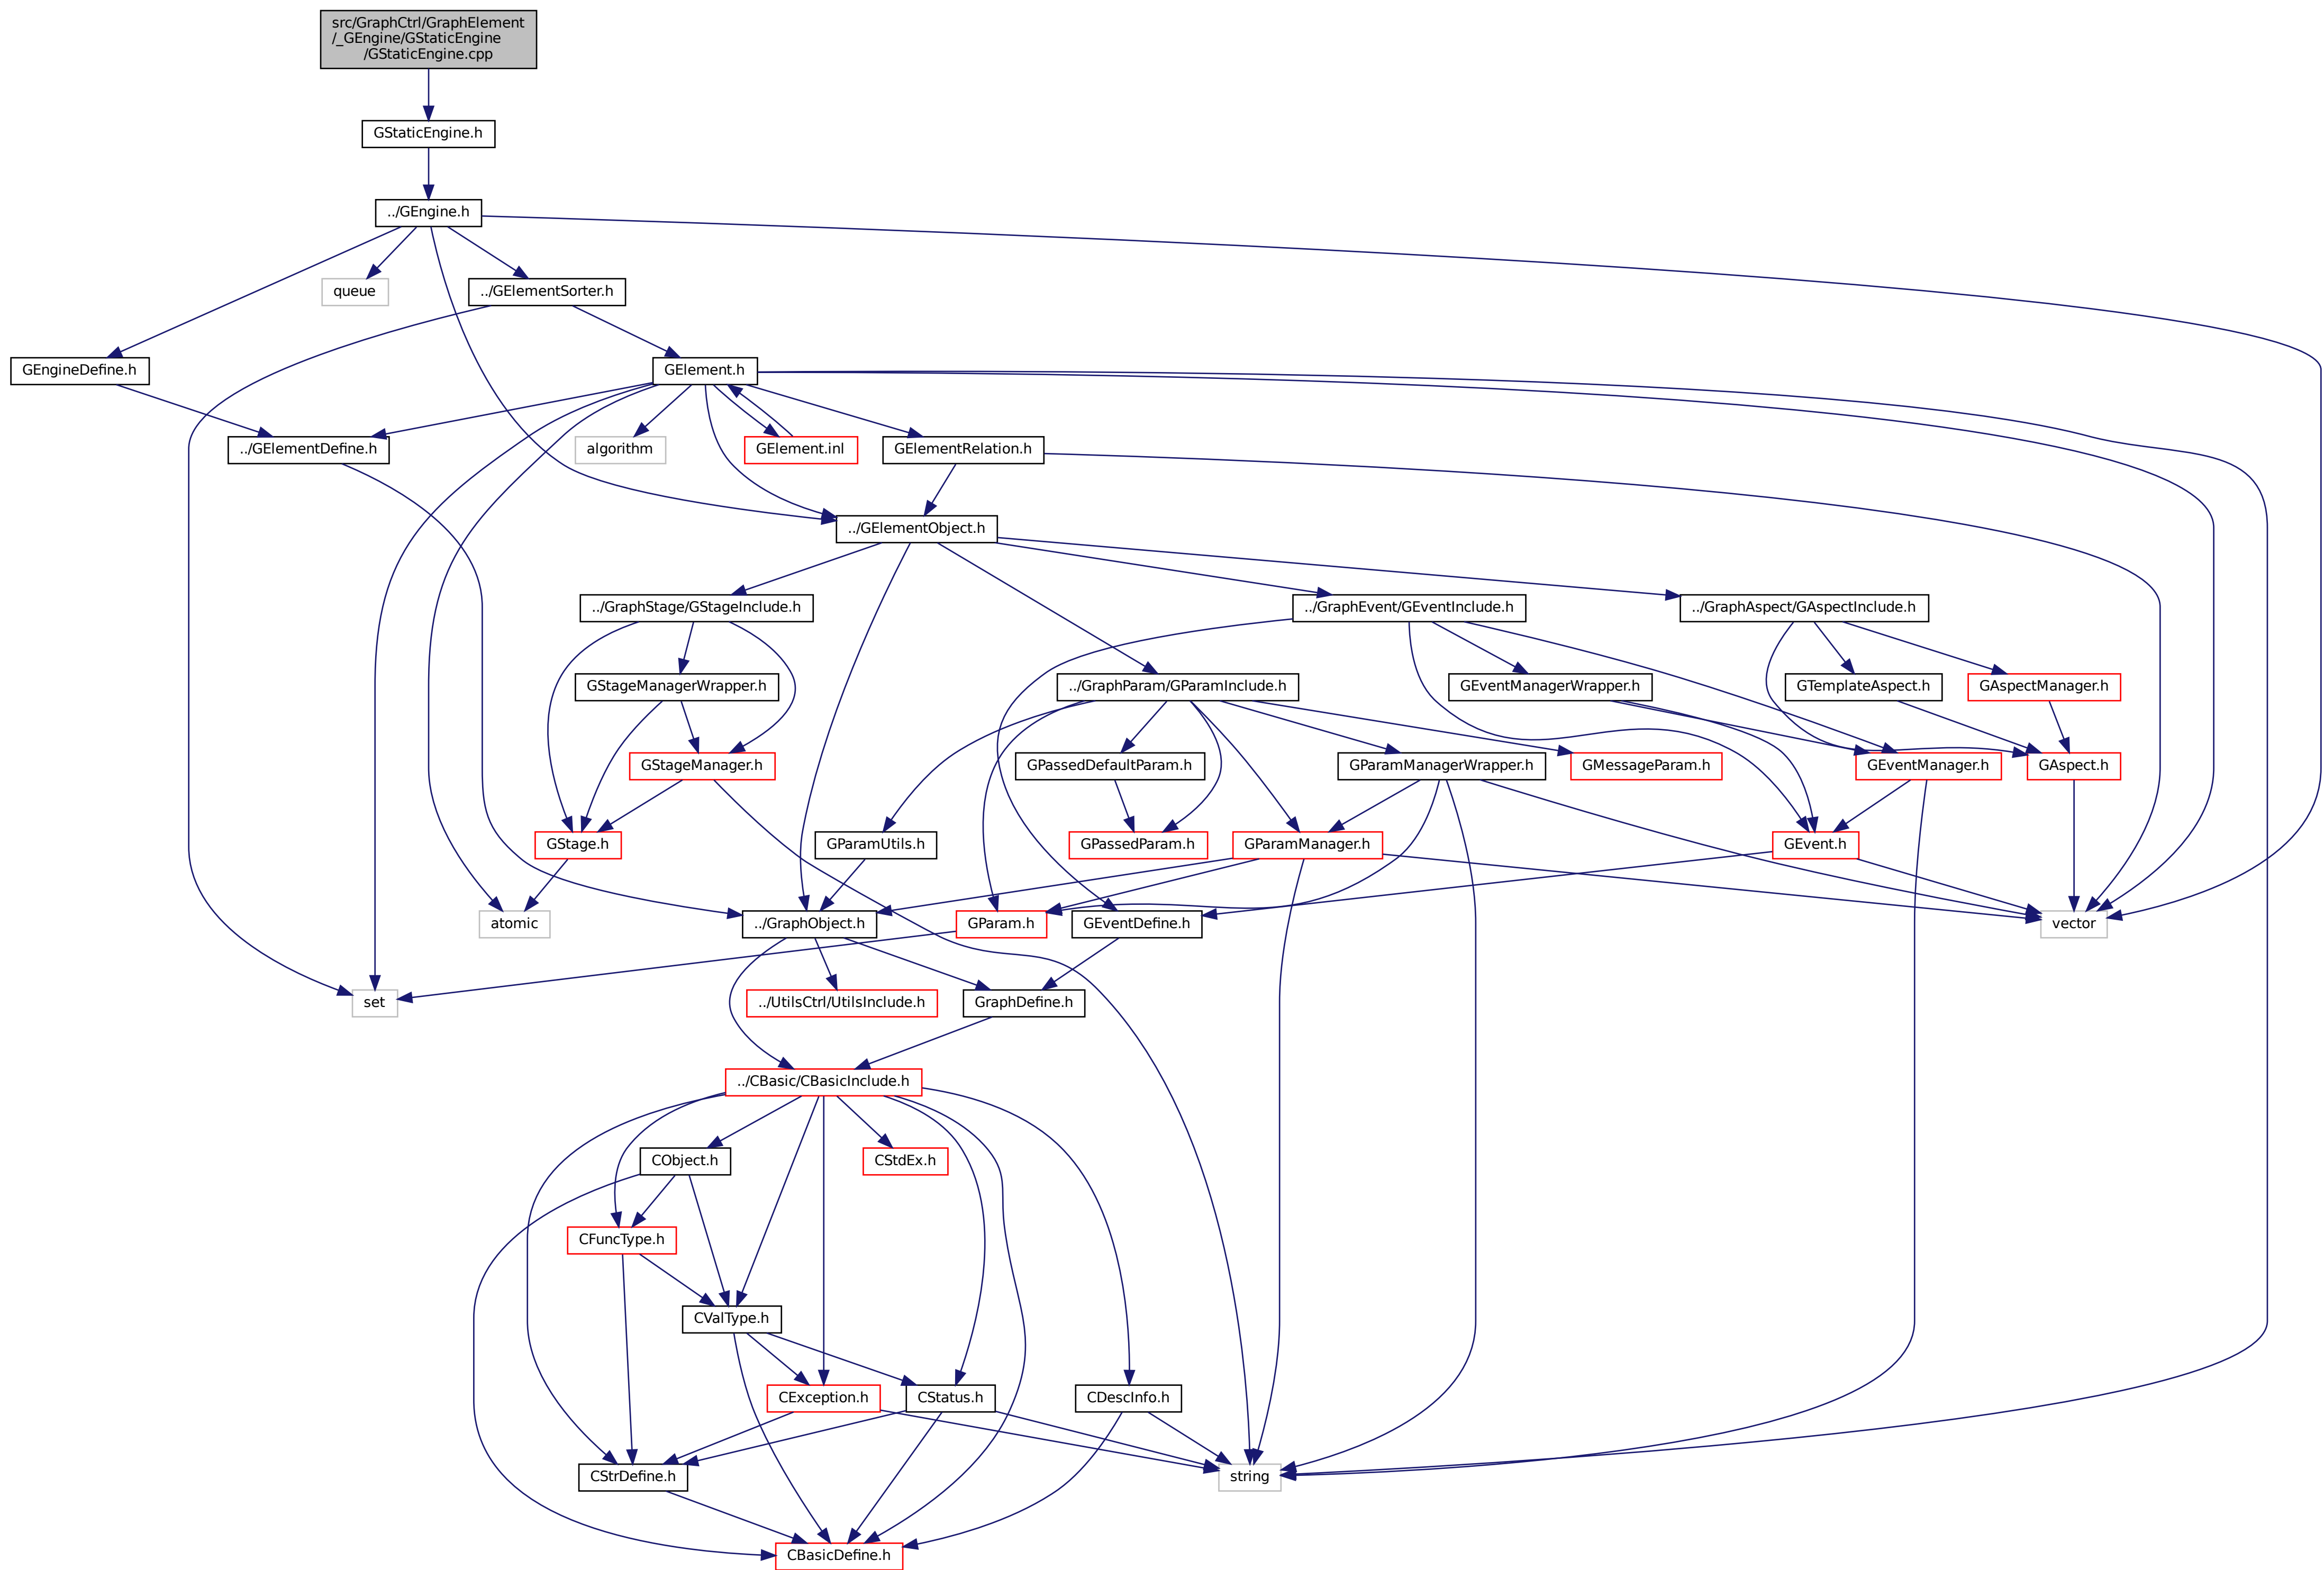 src/GraphCtrl/GraphElement
/_GEngine/GStaticEngine
/GStaticEngine.cpp
GStaticEngine.h
../GEngine.h
queue
../GElementSorter.h
GEngineDefine.h
GElement.h
../GElementDefine.h
algorithm
GElement.inl
GElementRelation.h
../GElementObject.h
../GraphStage/GStageInclude.h
../GraphEvent/GEventInclude.h
../GraphAspect/GAspectInclude.h
GStageManagerWrapper.h
../GraphParam/GParamInclude.h
GEventManagerWrapper.h
GTemplateAspect.h
GAspectManager.h
GStageManager.h
GPassedDefaultParam.h
GParamManagerWrapper.h
GMessageParam.h
GEventManager.h
GAspect.h
GStage.h
GParamUtils.h
GPassedParam.h
GParamManager.h
GEvent.h
atomic
../GraphObject.h
GParam.h
GEventDefine.h
vector
set
../UtilsCtrl/UtilsInclude.h
GraphDefine.h
../CBasic/CBasicInclude.h
CObject.h
CStdEx.h
CFuncType.h
CValType.h
CException.h
CStatus.h
CDescInfo.h
CStrDefine.h
string
CBasicDefine.h